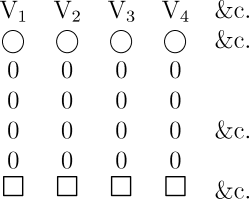 V₁ V₂ V₃ V₄ &c.
◯ ◯ ◯ ◯ &c.
0 0 0 0
0 0 0 0
0 0 0 0 &c.
0 0 0 0
□ □ □ □ &c.